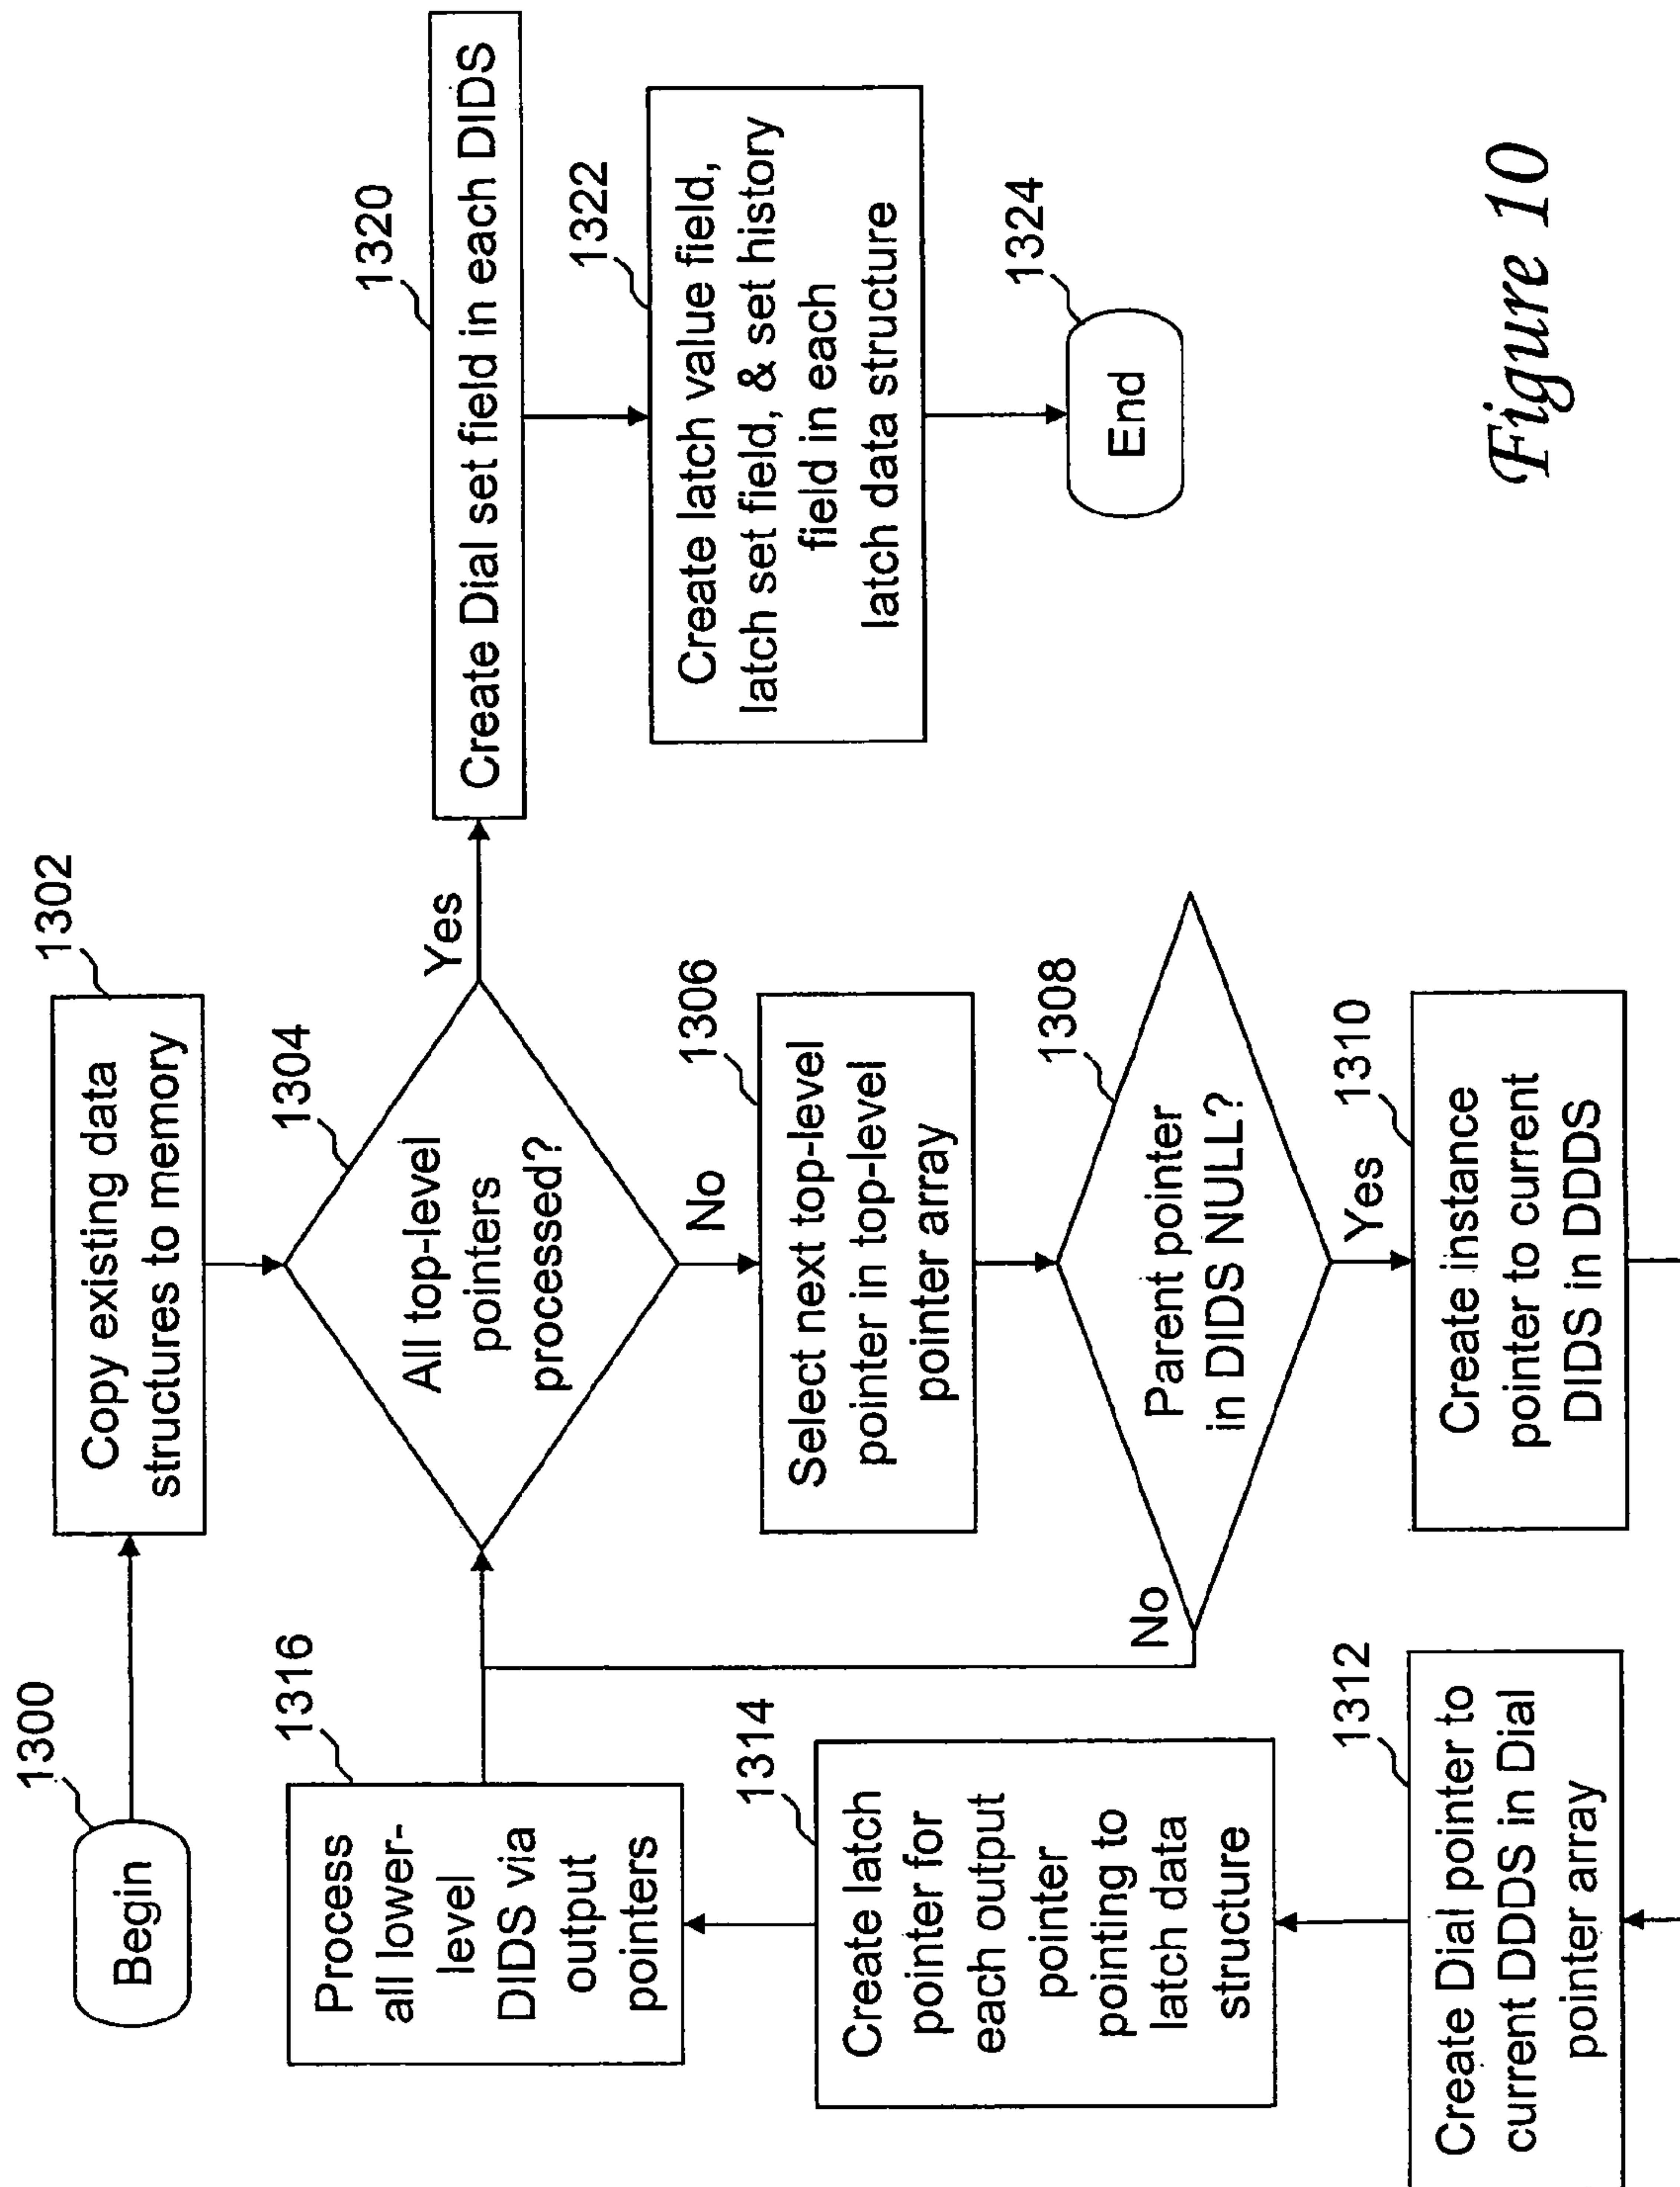 1300
Begin
1302
Copy existing data
structures to memory
1304
All top-level
pointers
processed?
Yes
No
1306
Select next top-level
pointer in top-level
pointer array
1308
Parent pointer
in DIDS NULL?
No
Yes
1310
Create instance
pointer to current
DIDS in DDDS
1312
Create Dial pointer to
current DDDS in Dial
pointer array
1314
Create latch
pointer for
each output
pointer
pointing to
latch data
structure
1316
Process
all lower-
level
DIDS via
output
pointers
1320
Create Dial set field in each DIDS
1322
Create latch value field,
latch set field, & set history
field in each
latch data structure
1324
End
Figure 10